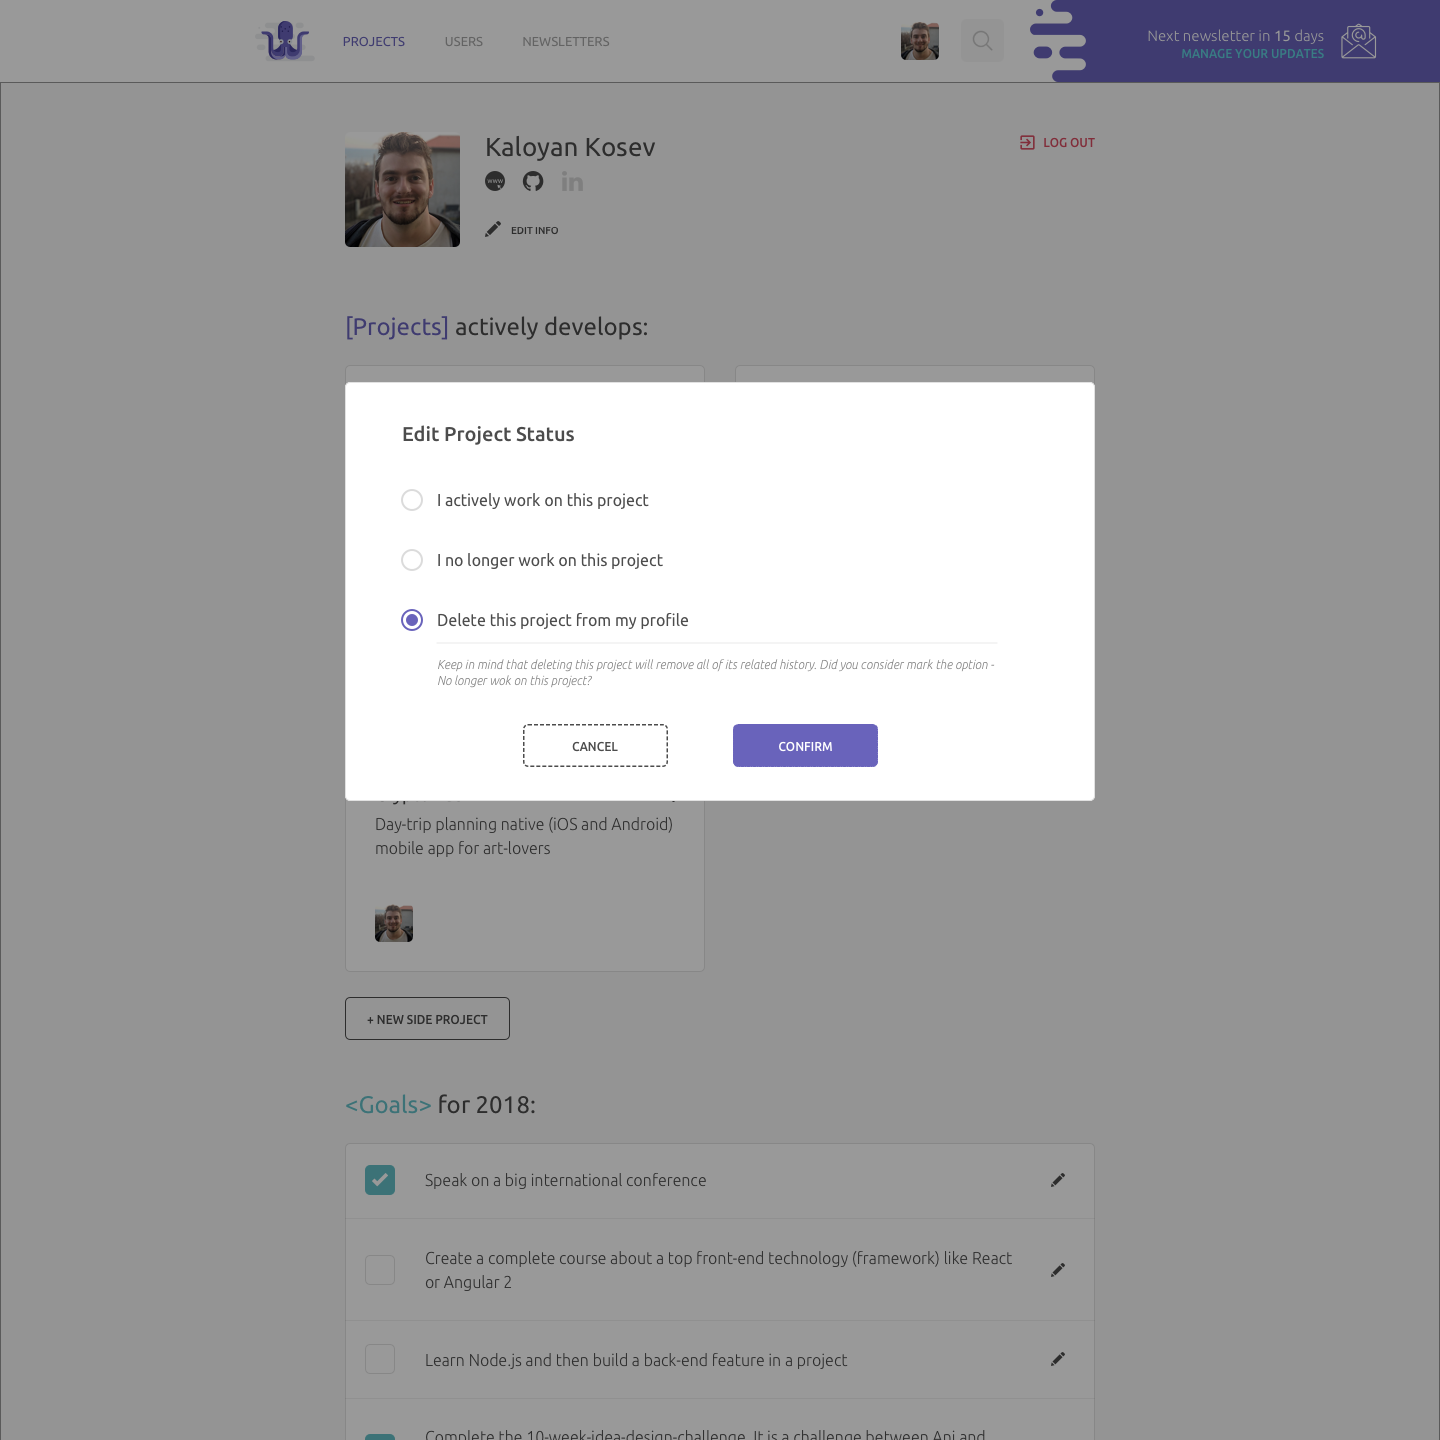 PROJECTS
USERS
NEWSLETTERS
Next newsletter in 15 days
MANAGE YOUR UPDATES
Kaloyan Kosev
LOG OUT
www
in
EDIT INFO
[Projects] actively develops:
Edit Project Status
I actively work on this project
I no longer work on this project
Delete this project from my profile
Keep in mind that deleting this project will remove all of its related history. Did you consider mark the option -
No longer wok on this project?
CANCEL
CONFIRM
Day-trip planning native (iOS and Android)
mobile app for art-lovers
+ NEW SIDE PROJECT
<Goals> for 2018:
Speak on a big international conference
Create a complete course about a top front-end technology (framework) like React
or Angular 2
Learn Node.js and then build a back-end feature in a project
Complete the 10-week-idea-design-challenge. It is a challenge between Ani and